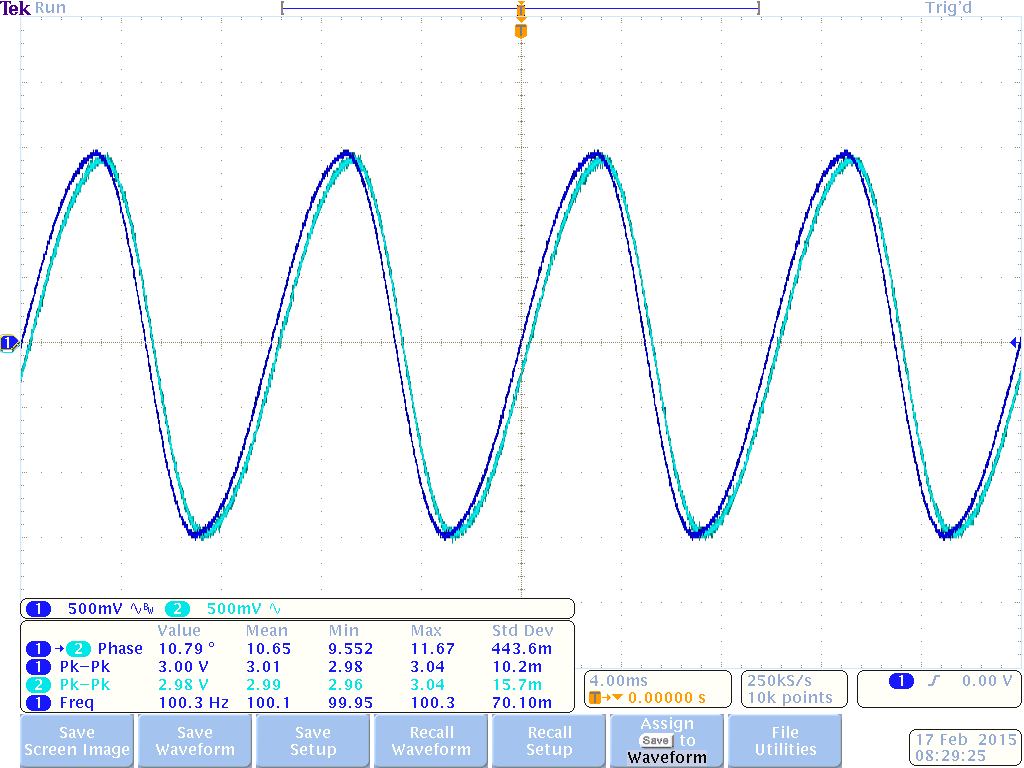 Tek Run Trig'd
T
T
1
1 500mV ∿ BW 2 500mV ∿
Value Mean Min Max Std Dev
1 → 2 Phase 10.79 ° 10.65 9.552 11.67 443.6m
1 Pk−Pk 3.00 V 3.01 2.98 3.04 10.2m
2 Pk−Pk 2.98 V 2.99 2.96 3.04 15.7m
1 Freq 100.3 Hz 100.1 99.95 100.3 70.10m
4.00ms
T→▼ 0.00000 s
250kS/s
10k points
1 0.00 V
Save
Screen Image
Save
Waveform
Save
Setup
Recall
Waveform
Recall
Setup
Assign
Save to
Waveform
File
Utilities
17 Feb 2015
08:29:25